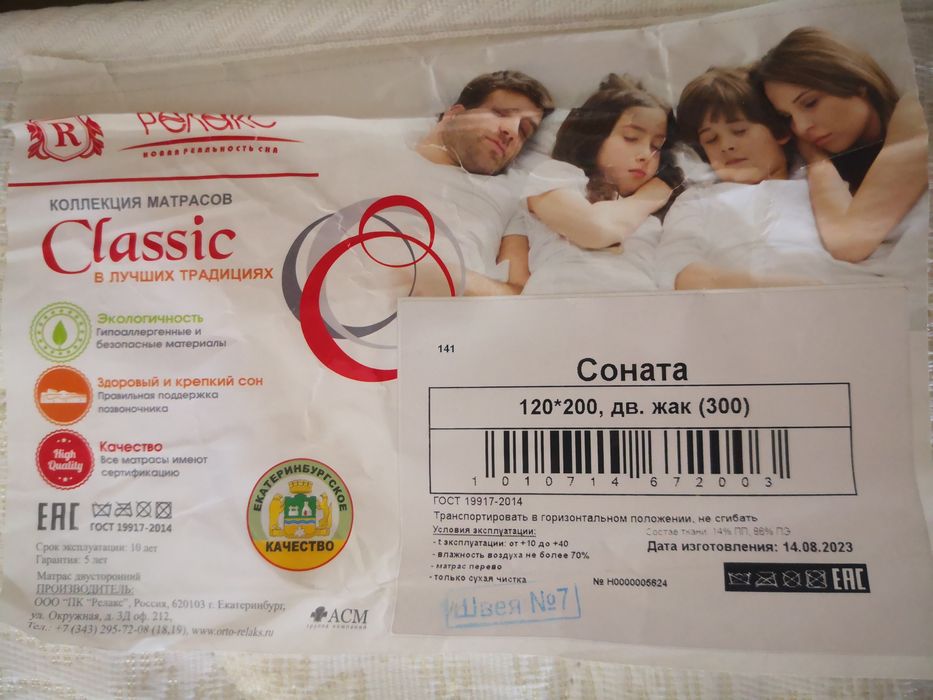 R
Релакс
НОВАЯ РЕАЛЬНОСТЬ СНА
КОЛЛЕКЦИЯ МАТРАСОВ
Classic
В ЛУЧШИХ ТРАДИЦИЯХ
Экологичность
Гипоаллергенные и
безопасные материалы
Здоровый и крепкий сон
Правильная поддержка
позвоночника
High
Quality
Качество
Все матрасы имеют
сертификацию
ЕАС
ГОСТ 19917-2014
ЕКАТЕРИНБУРГСКОЕ
КАЧЕСТВО
Срок эксплуатации: 10 лет
Гарантия: 5 лет
Матрас двусторонний
ПРОИЗВОДИТЕЛЬ:
ООО "ПК "Релакс", Россия, 620103 г. Екатеринбург,
ул. Окружная, д. 3Д оф. 212,
Тел.: +7 (343) 295-72-08 (18,19), www.orto-relaks.ru
АСМ
группа компаний
141
Соната
120*200, дв. жак (300)
1 010714 672003
ГОСТ 19917-2014
Транспортировать в горизонтальном положении, не сгибать
Условия эксплуатации:
Состав ткани: 14% ПП, 86% ПЭ
- t эксплуатации: от +10 до +40
- влажность воздуха не более 70%
- матрас перево
- только сухая чистка
Дата изготовления: 14.08.2023
№ Н0000005624
ЕАС
Швея №7